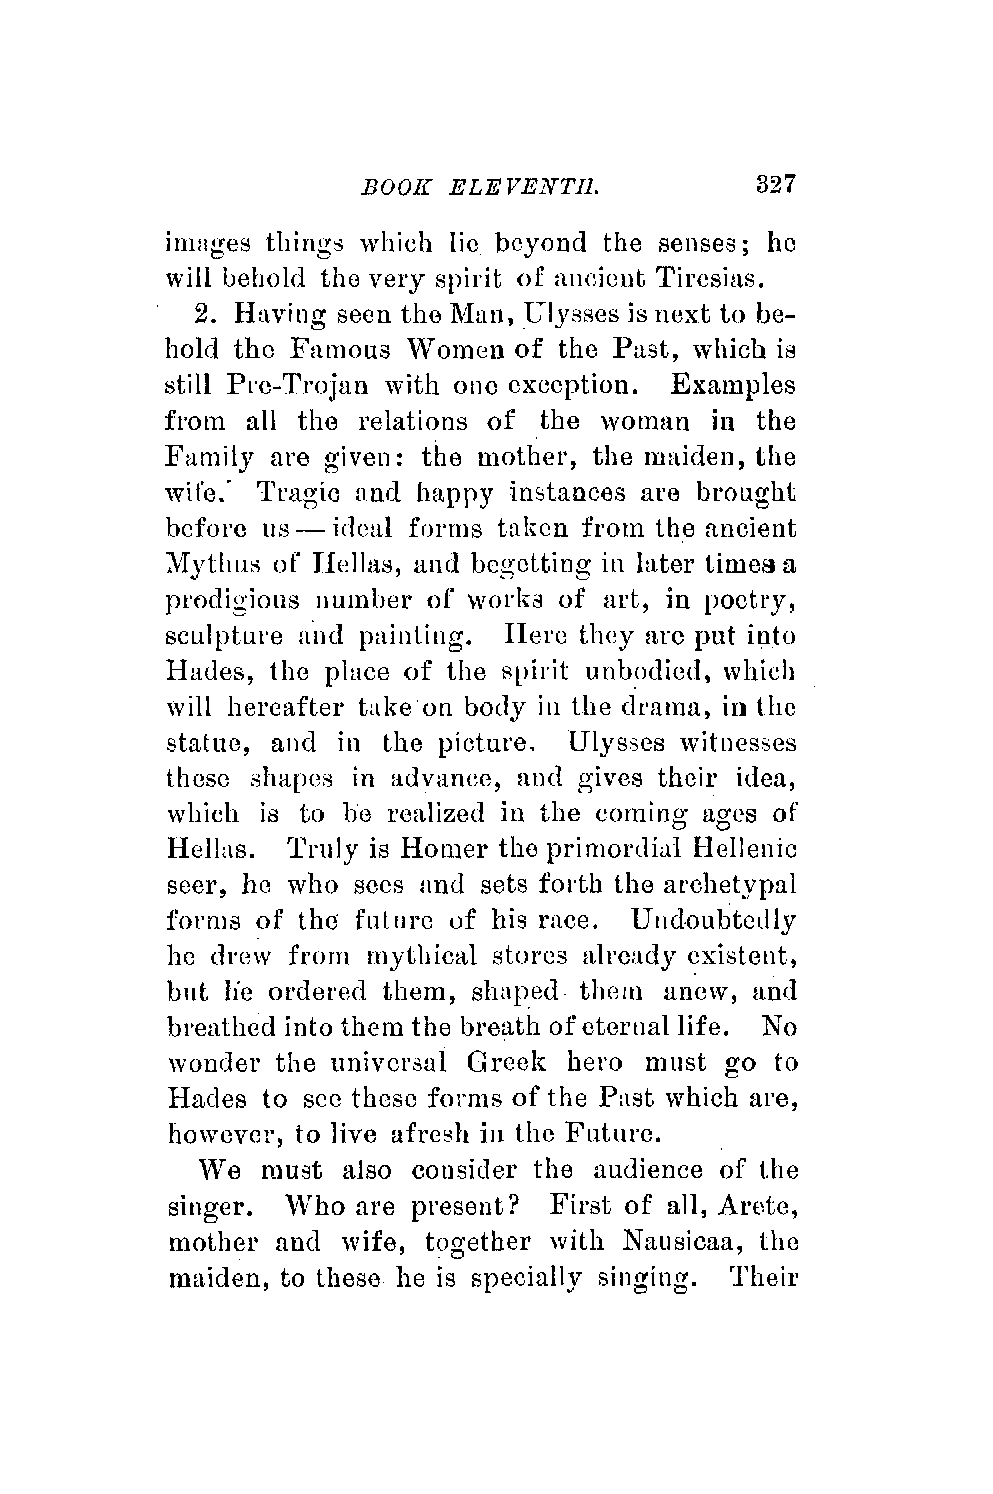 BOOK ELEVENTH. 327
images things which lie beyond the senses; he
will behold the very spirit of ancient Tiresias.
2. Having seen the Man, Ulysses is next to be-
hold the Famous Women of the Past, which is
still Pre-Trojan with one exception. Examples
from all the relations of the woman in the
Family are given: the mother, the maiden, the
wife. Tragic and happy instances are brought
before us — ideal forms taken from the ancient
Mythus of Hellas, and begetting in later times a
prodigious number of works of art, in poetry,
sculpture and painting. Here they are put into
Hades, the place of the spirit unbodied, which
will hereafter take on body in the drama, in the
statue, and in the picture. Ulysses witnesses
these shapes in advance, and gives their idea,
which is to be realized in the coming ages of
Hellas. Truly is Homer the primordial Hellenic
seer, he who sees and sets forth the archetypal
forms of the future of his race. Undoubtedly
he drew from mythical stores already existent,
but he ordered them, shaped them anew, and
breathed into them the breath of eternal life. No
wonder the universal Greek hero must go to
Hades to see these forms of the Past which are,
however, to live afresh in the Future.
We must also consider the audience of the
singer. Who are present? First of all, Arete,
mother and wife, together with Nausicaa, the
maiden, to these he is specially singing. Their